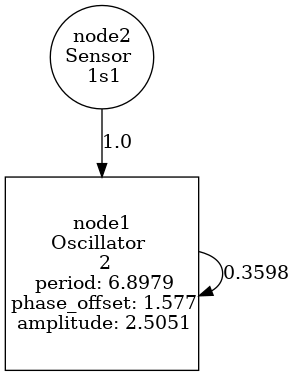 node2
Sensor
1s1
1.0
node1
Oscillator
2
period: 6.8979
phase_offset: 1.577
amplitude: 2.5051
0.3598